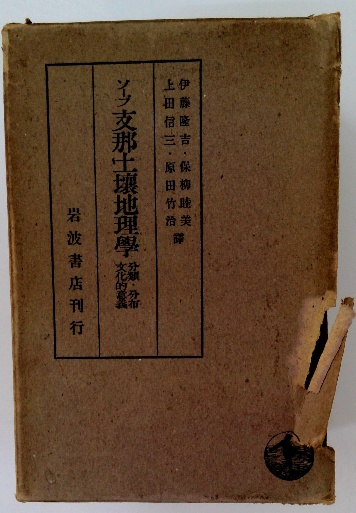 伊藤隆吉・保柳睦美
上田信三・原田竹治 譯
ソープ 支那土壤地理學
分類・分布
文化的意義
岩波書店刊行